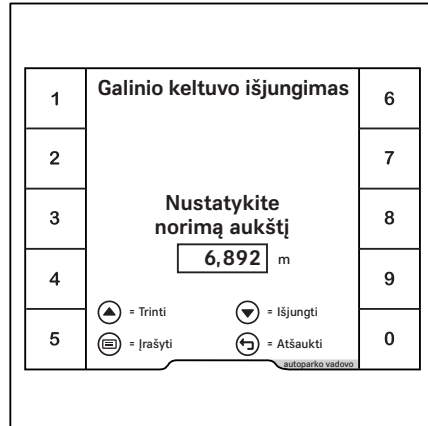 Galinio keltuvo išjungimas
1
2
3
4
5
6
7
8
9
0
Nustatykite
norimą aukštį
6,892 m
= Trinti
= Išjungti
= Įrašyti
= Atšaukti
autoparko vadovo